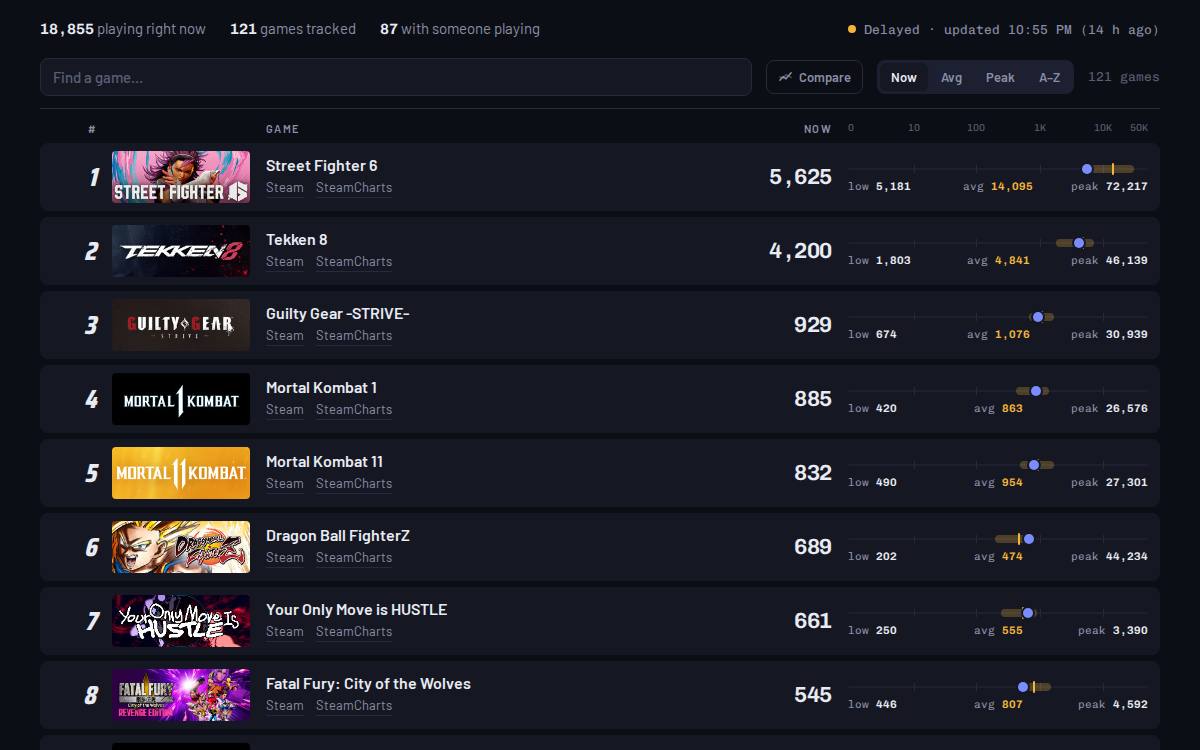 18,855 playing right now 121 games tracked 87 with someone playing Delayed · updated 10:55 PM (14 h ago)
Find a game... Compare Now Avg Peak A–Z 121 games
# GAME NOW 0 10 100 1K 10K 50K
1 STREET FIGHTER 6 Street Fighter 6 5,625
Steam SteamCharts low 5,181 avg 14,095 peak 72,217
2 TEKKEN 8 Tekken 8 4,200
Steam SteamCharts low 1,803 avg 4,841 peak 46,139
3 GUILTY GEAR Guilty Gear -STRIVE- 929
- STRIVE - Steam SteamCharts low 674 avg 1,076 peak 30,939
4 MORTAL 1 KOMBAT Mortal Kombat 1 885
Steam SteamCharts low 420 avg 863 peak 26,576
5 MORTAL 11 KOMBAT Mortal Kombat 11 832
Steam SteamCharts low 490 avg 954 peak 27,301
6 DRAGONBALL FIGHTERZ Dragon Ball FighterZ 689
Steam SteamCharts low 202 avg 474 peak 44,234
7 Your Only Move Is HUSTLE Your Only Move is HUSTLE 661
Steam SteamCharts low 250 avg 555 peak 3,390
8 FATAL FURY City of the Wolves REVENGE EDITION Fatal Fury: City of the Wolves 545
Steam SteamCharts low 446 avg 807 peak 4,592